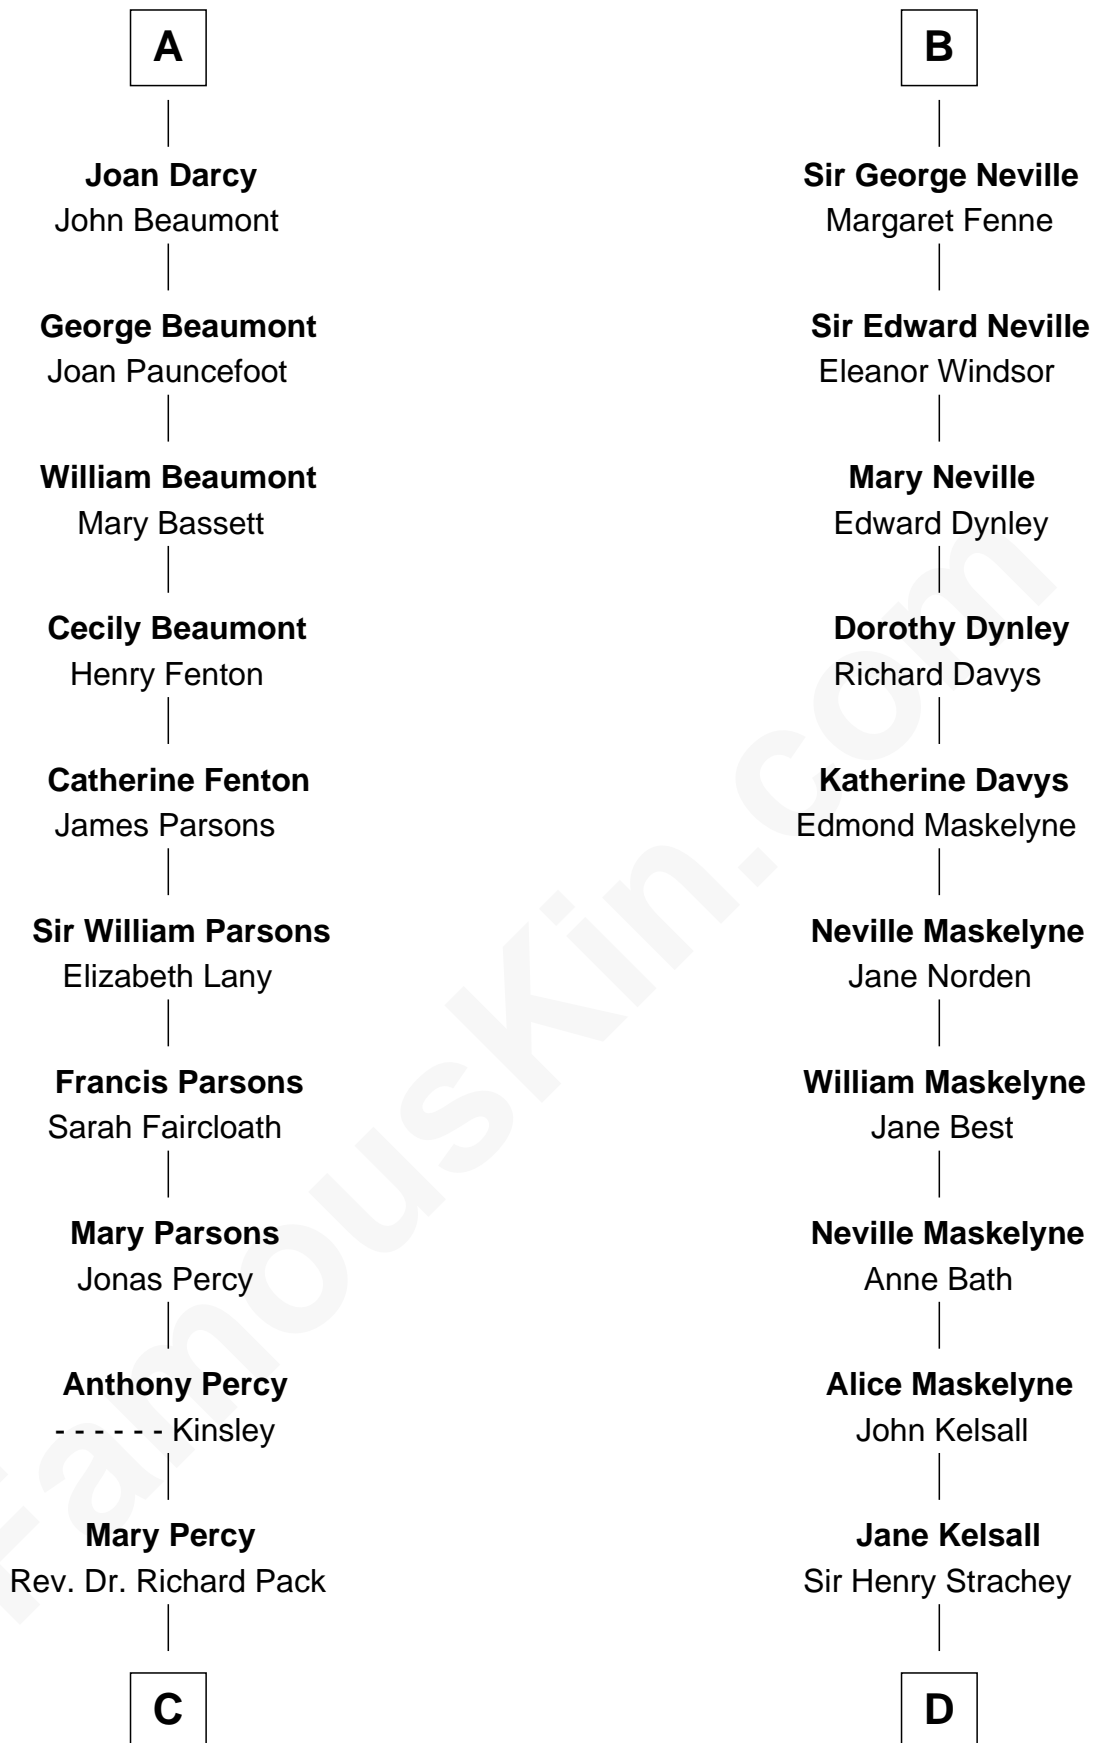 A
Joan Darcy
John Beaumont
George Beaumont
Joan Pauncefoot
William Beaumont
Mary Bassett
Cecily Beaumont
Henry Fenton
Catherine Fenton
James Parsons
Sir William Parsons
Elizabeth Lany
Francis Parsons
Sarah Faircloath
Mary Parsons
Jonas Percy
Anthony Percy
- - - - - - Kinsley
Mary Percy
Rev. Dr. Richard Pack
C
B
Sir George Neville
Margaret Fenne
Sir Edward Neville
Eleanor Windsor
Mary Neville
Edward Dynley
Dorothy Dynley
Richard Davys
Katherine Davys
Edmond Maskelyne
Neville Maskelyne
Jane Norden
William Maskelyne
Jane Best
Neville Maskelyne
Anne Bath
Alice Maskelyne
John Kelsall
Jane Kelsall
Sir Henry Strachey
D
FamousKin.com